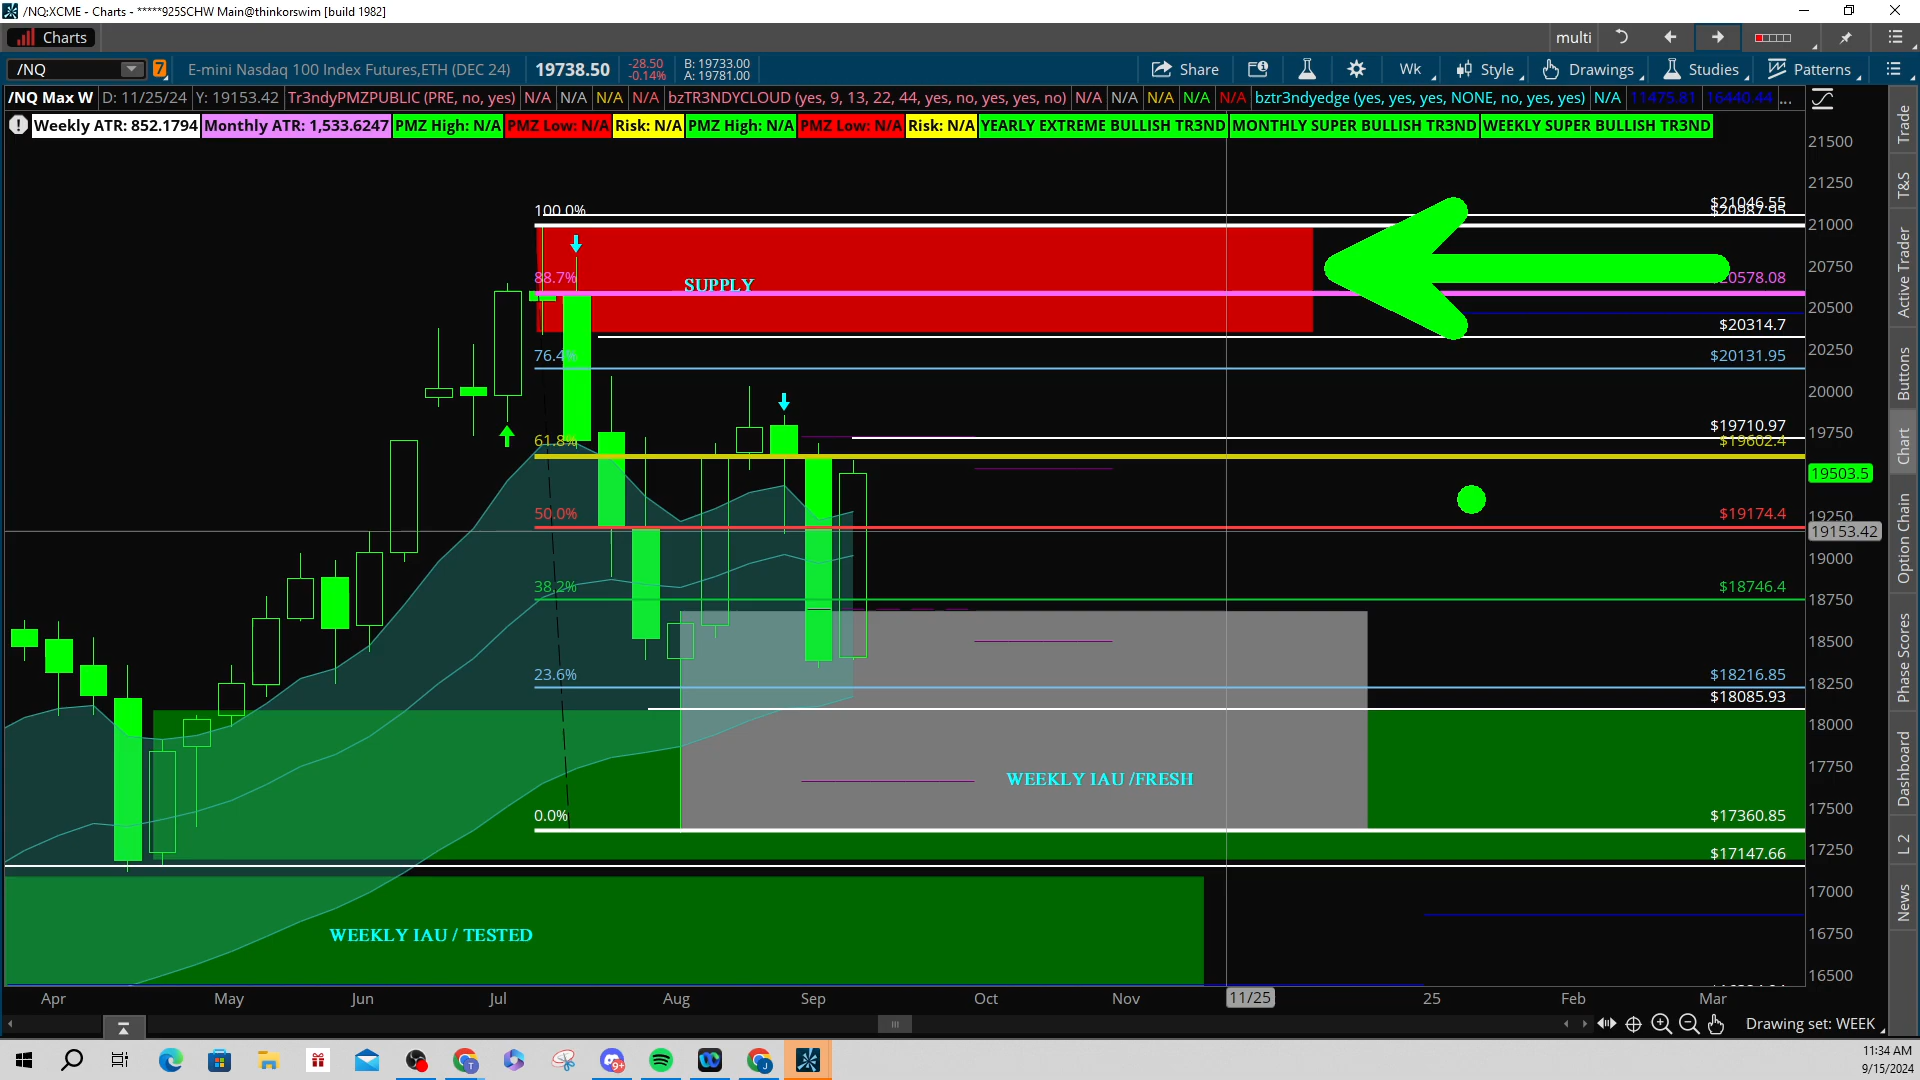 /NQ:XCME - Charts - *****925SCHW Main@thinkorswim [build 1982]
Charts
multi
/NQ
7
E-mini Nasdaq 100 Index Futures,ETH (DEC 24)
19738.50
-28.50
-0.14%
B: 19733.00
A: 19781.00
Share
Wk
Style
Drawings
Studies
Patterns
/NQ Max W
D: 11/25/24
Y: 19153.42
Tr3ndyPMZPUBLIC (PRE, no, yes)
N/A
N/A
N/A
N/A
bzTR3NDYCLOUD (yes, 9, 13, 22, 44, yes, no, yes, yes, no)
N/A
N/A
N/A
N/A
N/A
bztr3ndyedge (yes, yes, yes, NONE, no, yes, yes)
N/A
11475.81
16440.44
...
Weekly ATR: 852.1794
Monthly ATR: 1,533.6247
PMZ High: N/A
PMZ Low: N/A
Risk: N/A
PMZ High: N/A
PMZ Low: N/A
Risk: N/A
YEARLY EXTREME BULLISH TR3ND
MONTHLY SUPER BULLISH TR3ND
WEEKLY SUPER BULLISH TR3ND
21500
21250
$21046.55
$20987.95
100.0%
21000
20750
88.7%
SUPPLY
20578.08
20500
$20314.7
76.4%
$20131.95
20250
20000
$19710.97
61.8%
$19602.4
19750
19503.5
50.0%
$19174.4
19250
19153.42
19000
38.2%
$18746.4
18750
18500
23.6%
$18216.85
18250
$18085.93
18000
WEEKLY IAU /FRESH
17750
0.0%
$17360.85
17500
$17147.66
17250
17000
WEEKLY IAU / TESTED
16750
16500
Apr
May
Jun
Jul
Aug
Sep
Oct
Nov
11/25
25
Feb
Mar
Drawing set: WEEK
Trade
T&S
Active Trader
Buttons
Chart
Option Chain
Phase Scores
Dashboard
L 2
News
9+
T
J
11:34 AM
9/15/2024